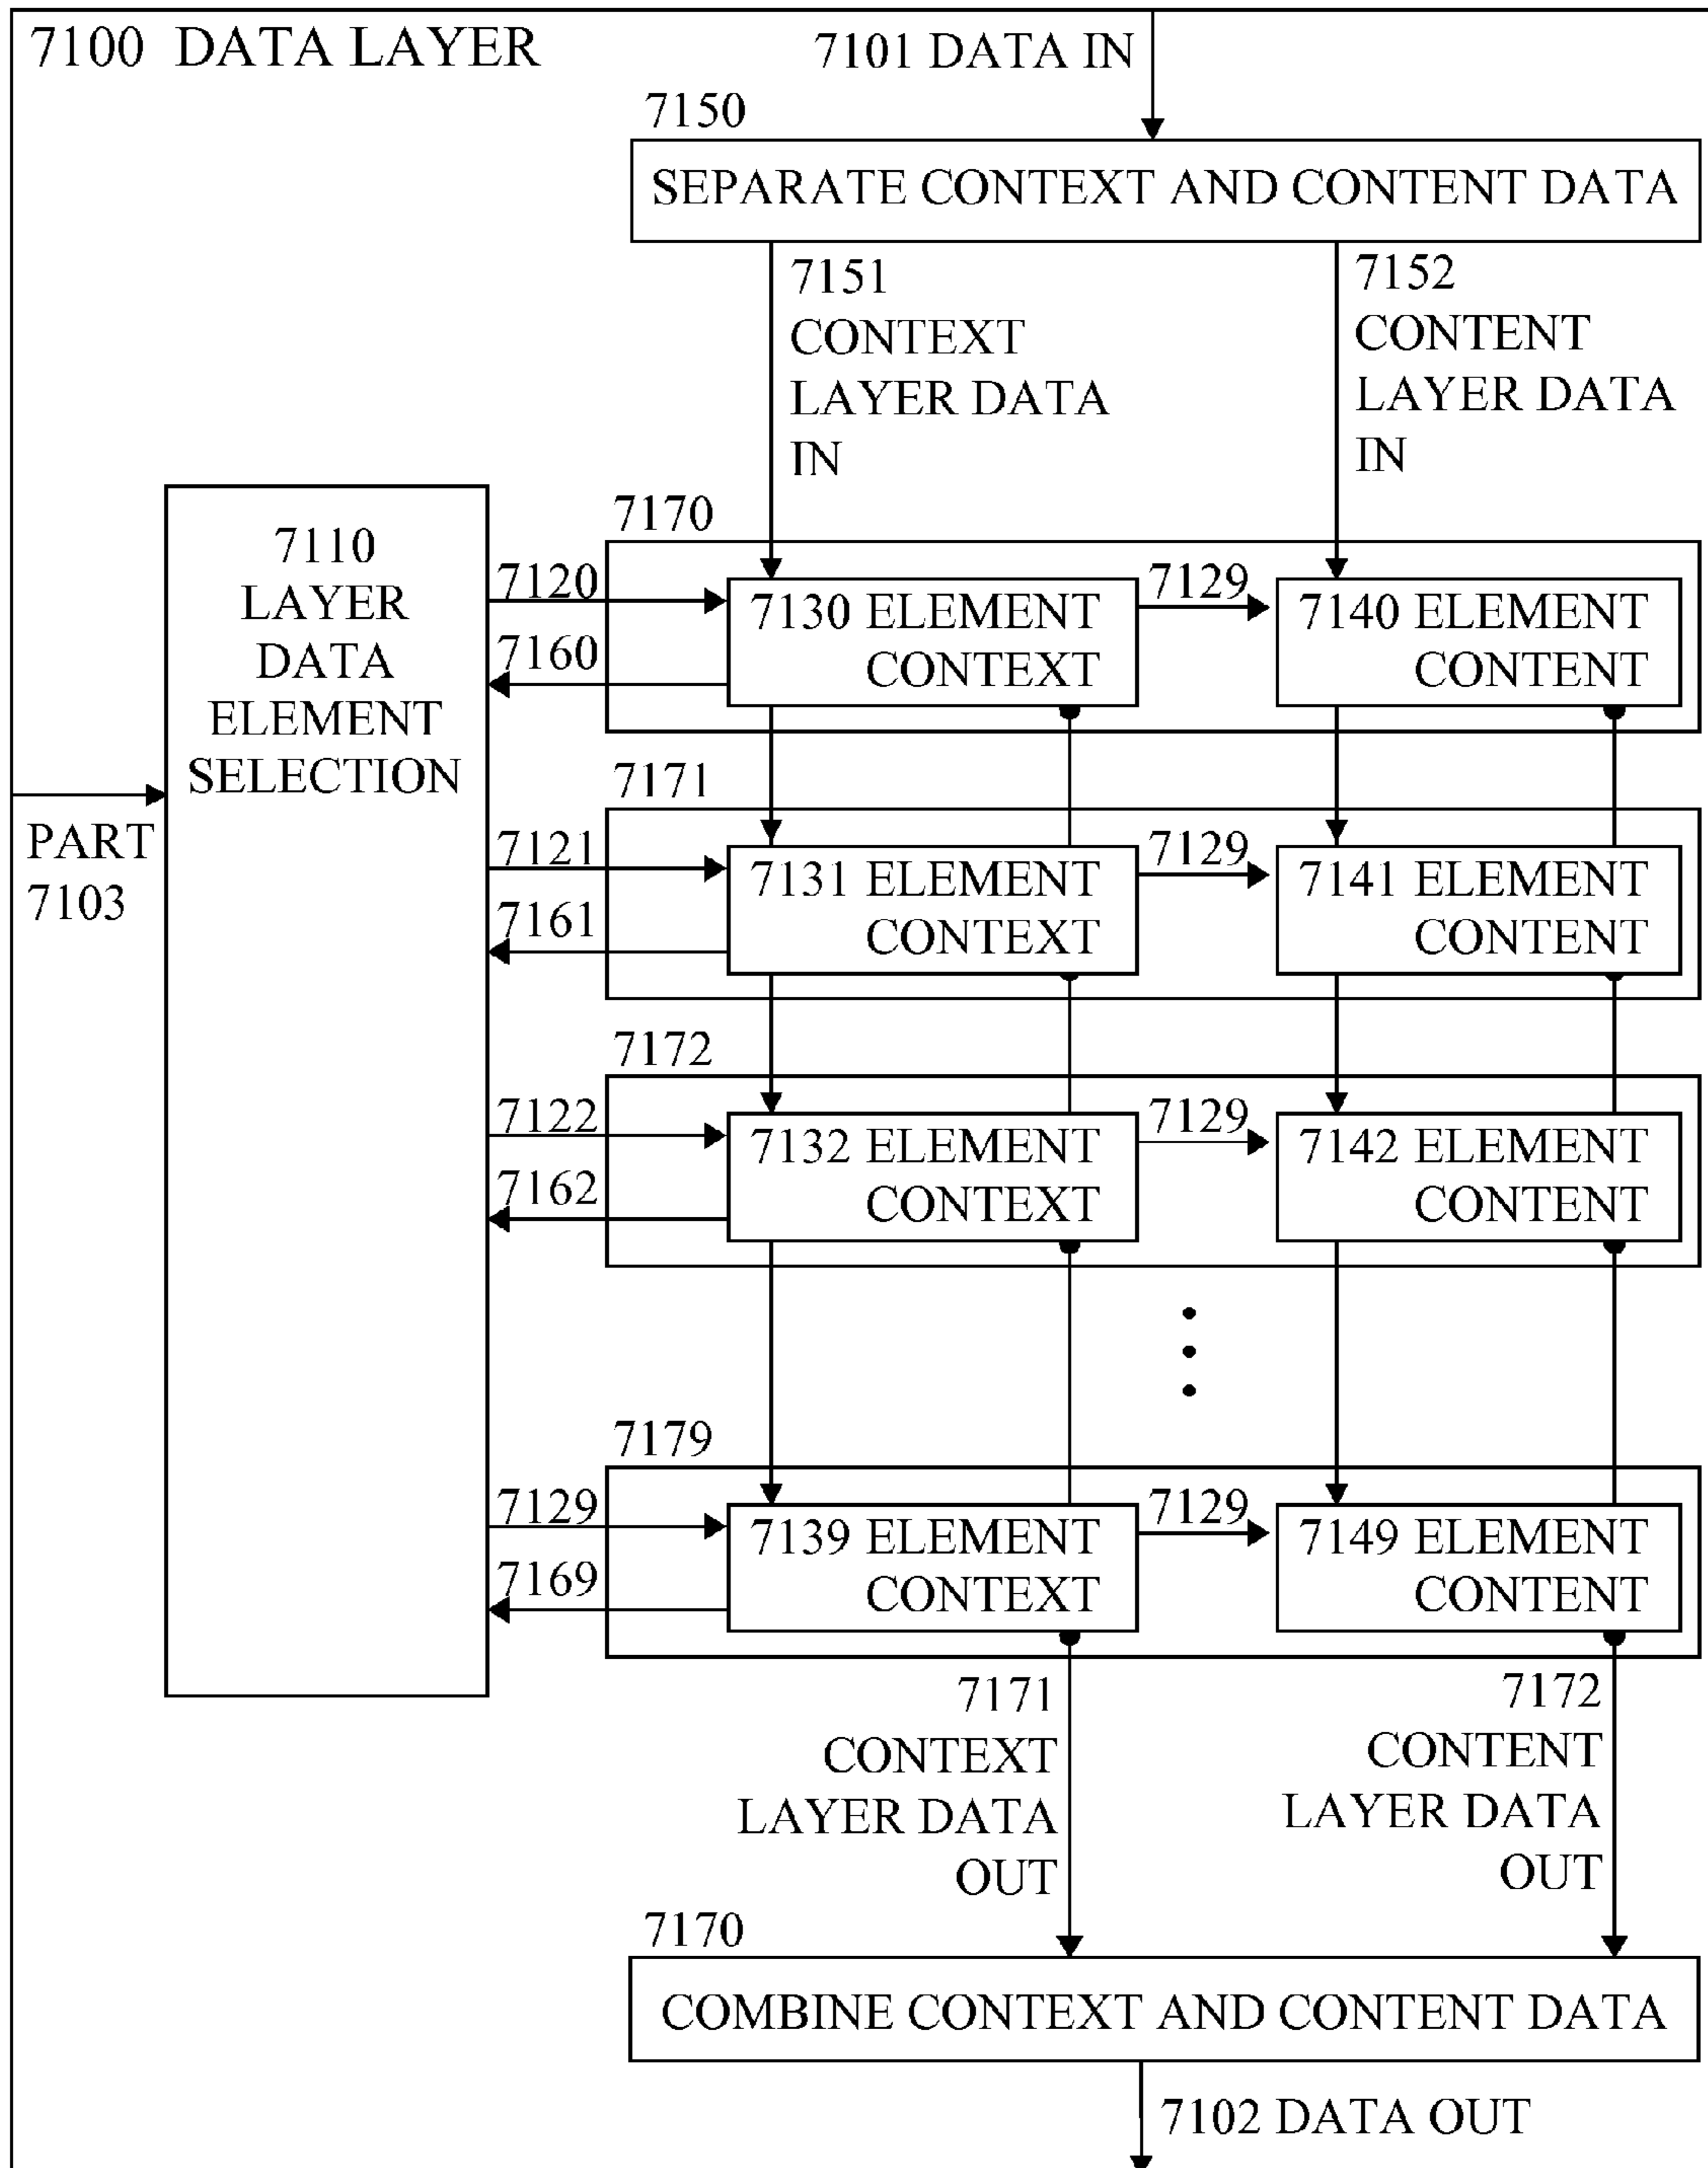 7100 DATA LAYER
7101 DATA IN
7150
SEPARATE CONTEXT AND CONTENT DATA
7151
CONTEXT
LAYER DATA
IN
7152
CONTENT
LAYER DATA
IN
7110
LAYER
DATA
ELEMENT
SELECTION
PART
7103
7170
7120
7160
7130 ELEMENT
CONTEXT
7129
7140 ELEMENT
CONTENT
7171
7121
7161
7131 ELEMENT
CONTEXT
7129
7141 ELEMENT
CONTENT
7172
7122
7162
7132 ELEMENT
CONTEXT
7129
7142 ELEMENT
CONTENT
7179
7129
7169
7139 ELEMENT
CONTEXT
7129
7149 ELEMENT
CONTENT
7171
CONTEXT
LAYER DATA
OUT
7172
CONTENT
LAYER DATA
OUT
7170
COMBINE CONTEXT AND CONTENT DATA
7102 DATA OUT